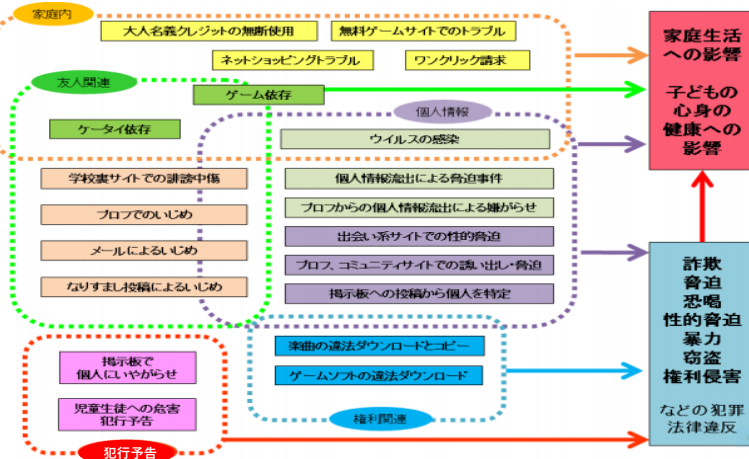 家庭内
大人名義クレジットの無断使用
無料ゲームサイトでのトラブル
ネットショッピングトラブル
ワンクリック請求
友人関連
ゲーム依存
個人情報
ケータイ依存
ウイルスの感染
学校裏サイトでの誹謗中傷
個人情報流出による脅迫事件
プロフでのいじめ
プロフからの個人情報流出による嫌がらせ
メールによるいじめ
出会い系サイトでの性的脅迫
プロフ、コミュニティサイトでの誘い出し・脅迫
なりすまし投稿によるいじめ
掲示板への投稿から個人を特定
楽曲の違法ダウンロードとコピー
ゲームソフトの違法ダウンロード
権利関連
掲示板で
個人にいやがらせ
児童生徒への危害
犯行予告
犯行予告
家庭生活
への影響
子どもの
心身の
健康への
影響
詐欺
脅迫
恐喝
性的脅迫
暴力
窃盗
権利侵害
などの犯罪
法律違反